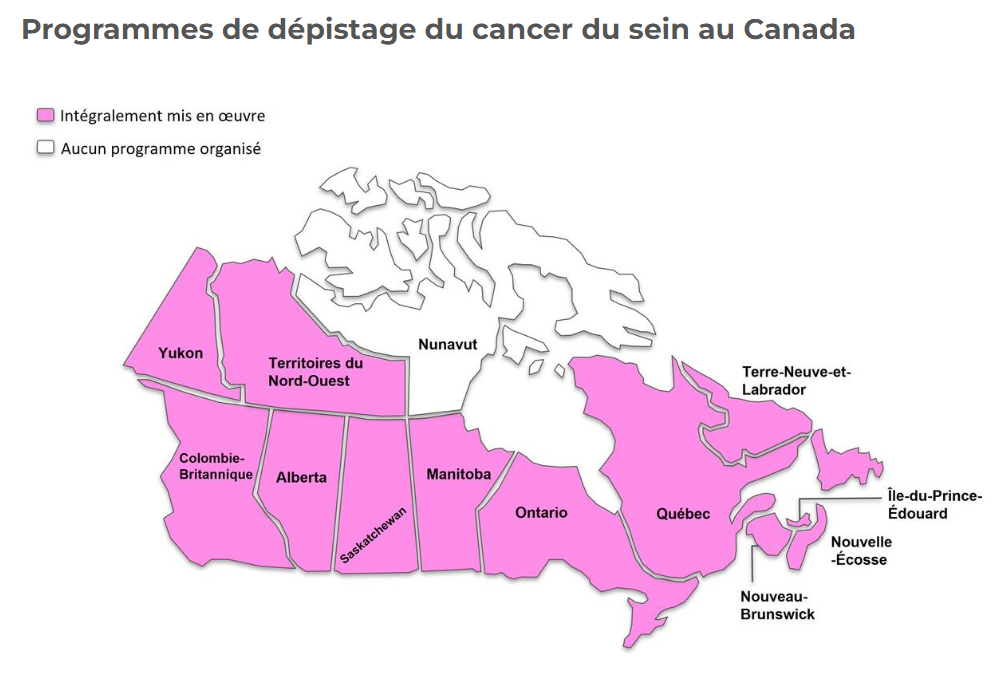 Programmes de dépistage du cancer du sein au Canada
Intégralement mis en œuvre
Aucun programme organisé
Nunavut
Yukon
Territoires du
Nord-Ouest
Terre-Neuve-et-
Labrador
Colombie-
Britannique
Alberta
Saskatchewan
Manitoba
Ontario
Québec
Île-du-Prince-
Édouard
Nouvelle
-Écosse
Nouveau-
Brunswick